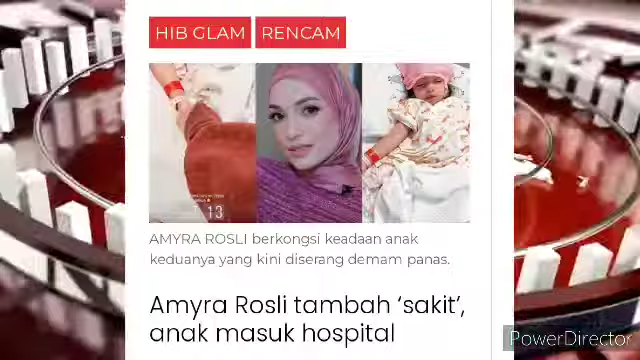 HIB GLAM RENCAM
13
AMYRA ROSLI berkongsi keadaan anak
keduanya yang kini diserang demam panas.
Amyra Rosli tambah ‘sakit’,
anak masuk hospital
PowerDirector